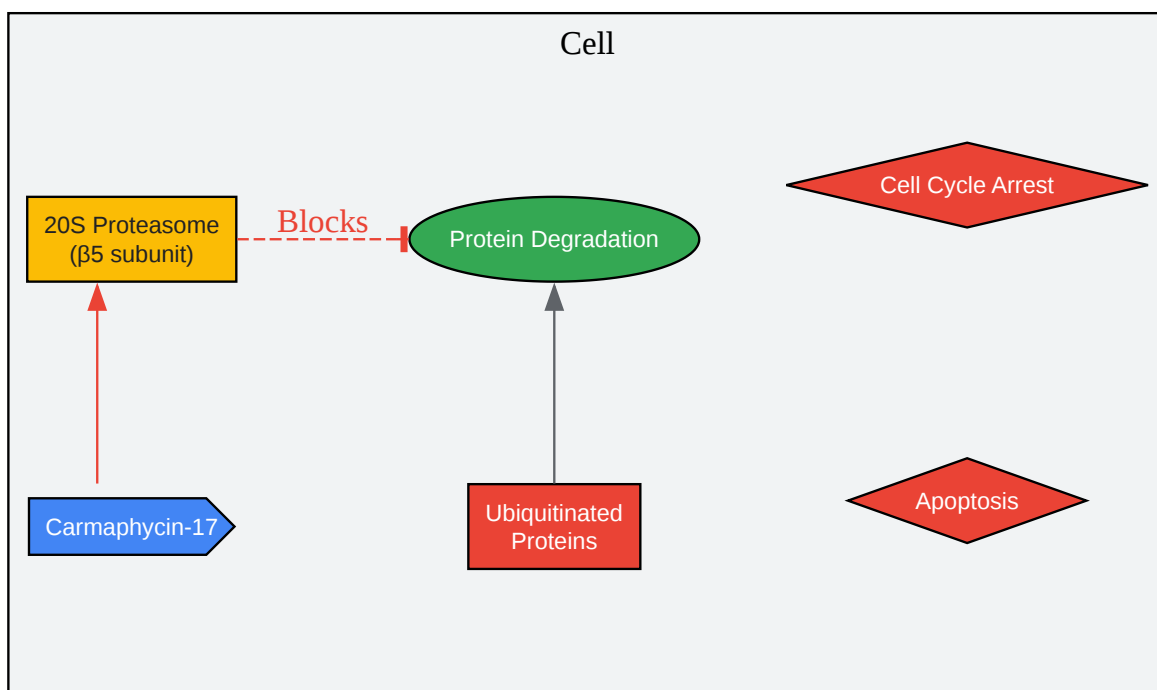 Cell
Cell Cycle Arrest
20S Proteasome
(β5 subunit)
Blocks
Protein Degradation
Carmaphycin-17
Ubiquitinated
Proteins
Apoptosis